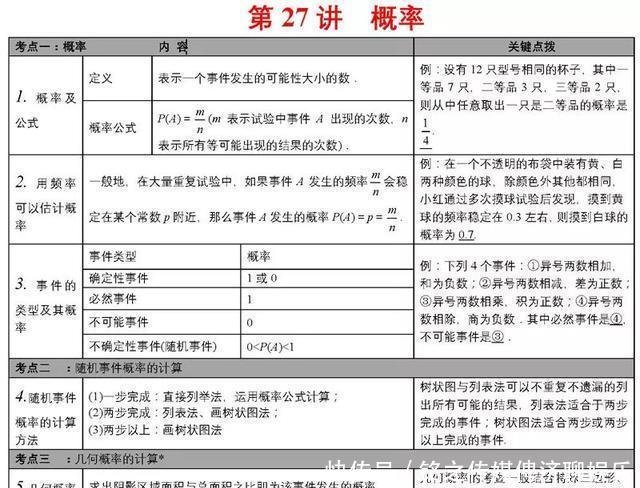 第 27 讲 概率
考点一：概率 内 容 关键点拨
1. 概率及
公式
定义
表示一个事件发生的可能性大小的数．
概率公式
P(A)＝m/n(m 表示试验中事件 A 出现的次数，n
表示所有等可能出现的结果的次数)．
例：设有 12 只型号相同的杯子，其中一
等品 7 只，二等品 3 只，三等品 2 只，
则从中任意取出一只是二等品的概率是
1/4.
2. 用频率
可以估计概
率
一般地，在大量重复试验中，如果事件 A 发生的频率m/n会稳
定在某个常数 p 附近，那么事件 A 发生的概率 P(A)＝p＝m/n.
例：在一个不透明的布袋中装有黄、白
两种颜色的球，除颜色外其他都相同，
小红通过多次摸球试验后发现，摸到黄
球的频率稳定在 0.3 左右，则摸到白球的
概率为 0.7.
3. 事件的
类型及其概
率
事件类型 概率
确定性事件 1 或 0
必然事件 1
不可能事件 0
不确定性事件(随机事件) 0<P(A)<1
例：下列 4 个事件：①异号两数相加，
和为负数；②异号两数相减，差为正数；
③异号两数相乘，积为正数；④异号两
数相除，商为负数．其中必然事件是④，
不可能事件是③．
考点二 ：随机事件概率的计算
4.随机事件
概率的计算
方法
(1)一步完成：直接列举法，运用概率公式计算；
(2)两步完成：列表法、画树状图法；
(3)两步以上：画树状图法
树状图与列表法可以不重复不遗漏的列
出所有可能的结果，列表法适合于两步
完成的事件；树状图法适合两步或两步
以上完成的事件.
考点三 ：几何概率的计算*
5.几何概率
求出阴影区域面积与总面积之比即为该事件发生的概率
几何概率的考查一般结合